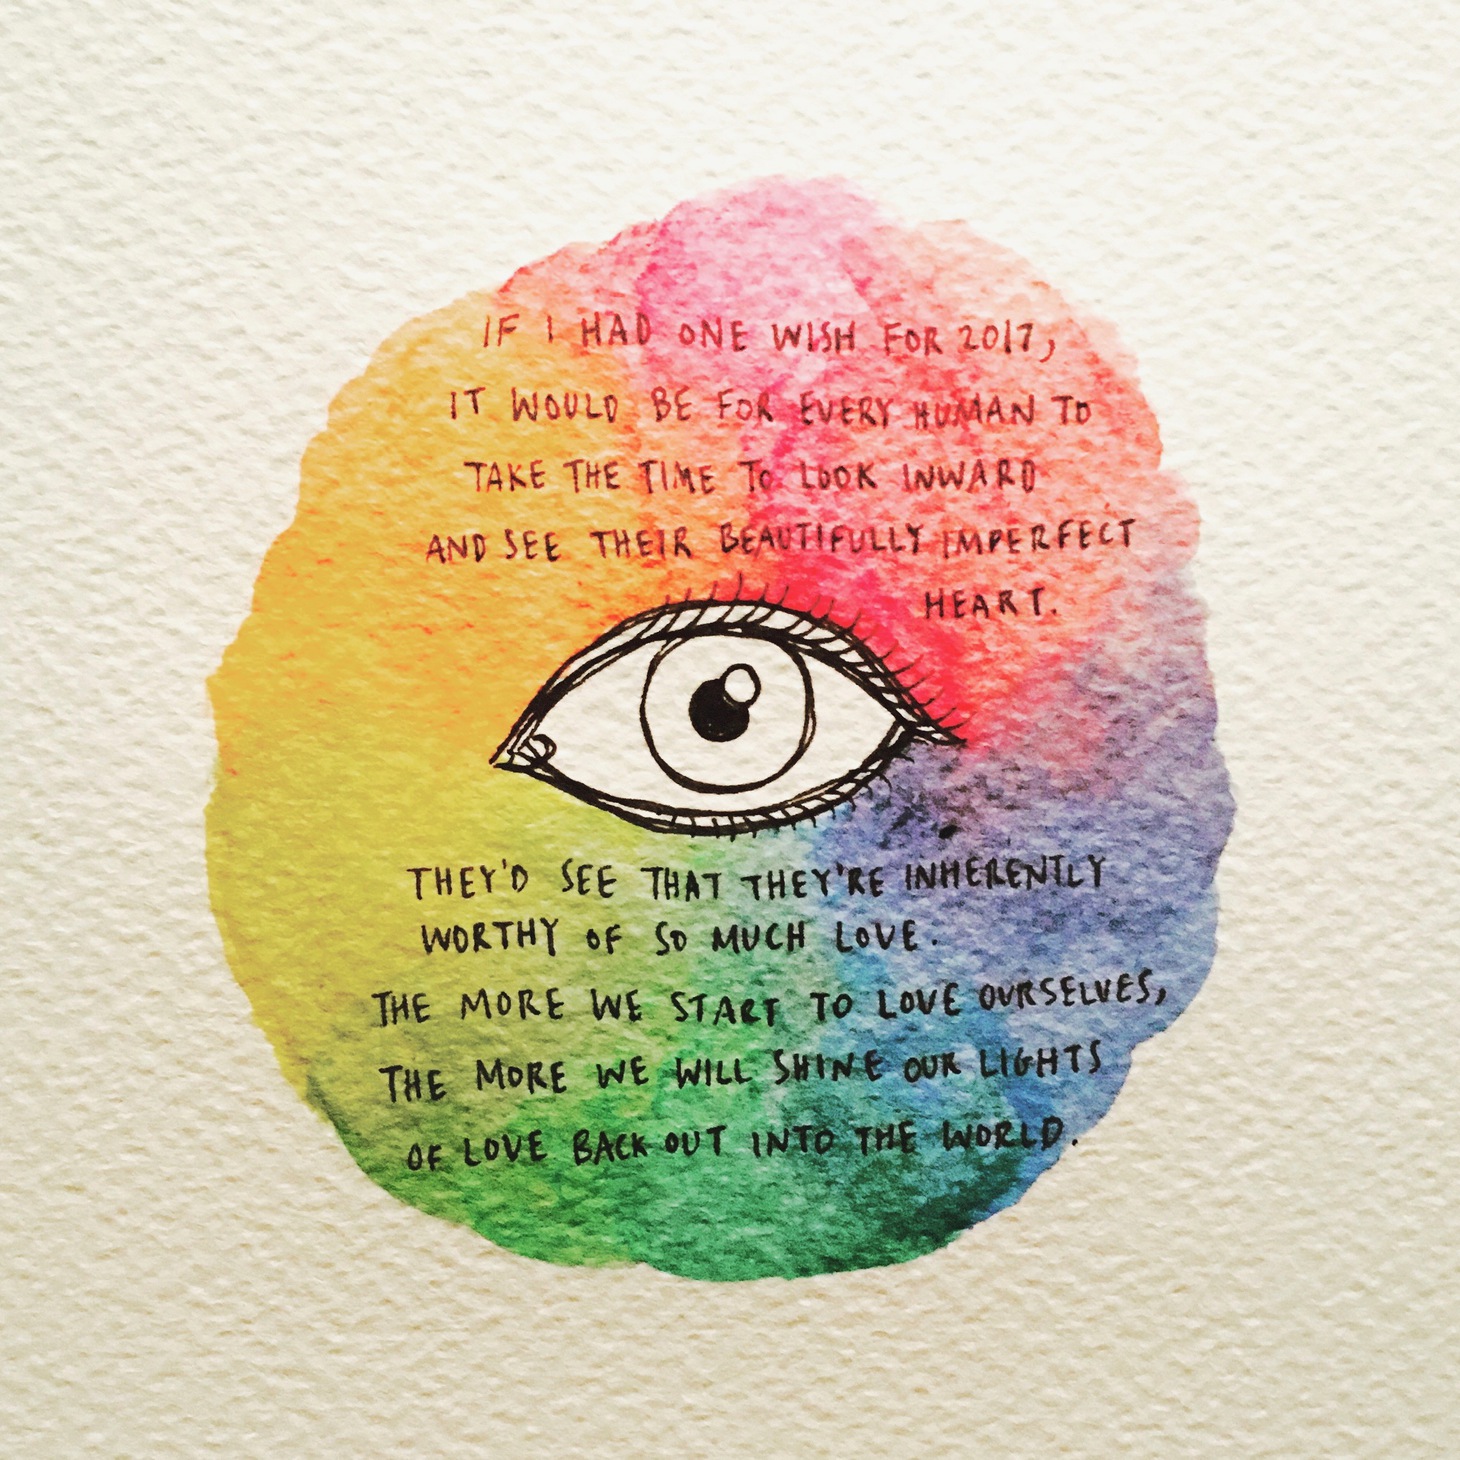 IF I HAD ONE WISH FOR 2017,
IT WOULD BE FOR EVERY HUMAN TO
TAKE THE TIME TO LOOK INWARD
AND SEE THEIR BEAUTIFULLY IMPERFECT
HEART.
THEY'D SEE THAT THEY'RE INHERENTLY
WORTHY OF SO MUCH LOVE.
THE MORE WE START TO LOVE OURSELVES,
THE MORE WE WILL SHINE OUR LIGHTS
OF LOVE BACK OUT INTO THE WORLD.